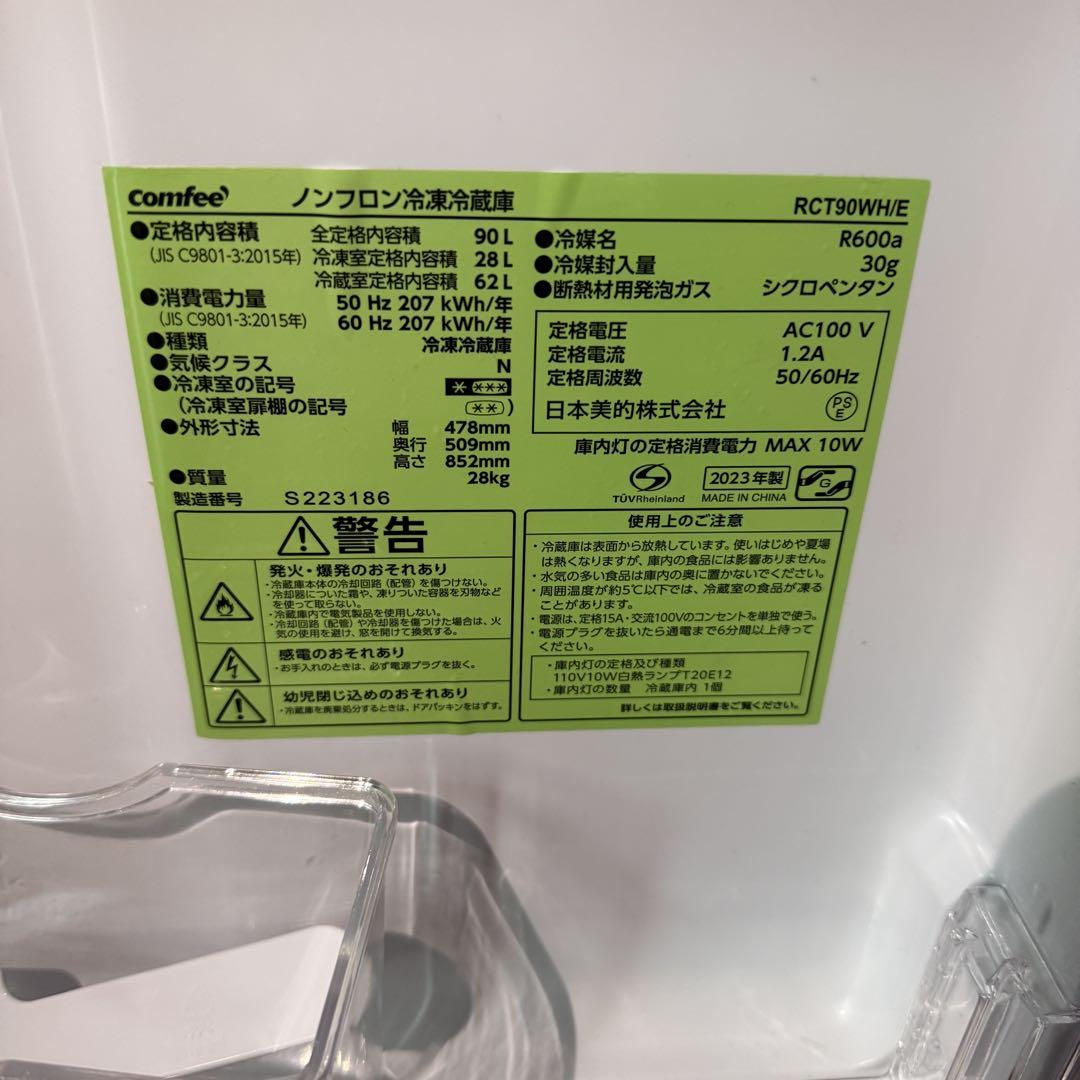 comfee' ノンフロン冷凍冷蔵庫 RCT90WH/E
●定格内容積 全定格内容積 90 L
(JIS C9801-3:2015年) 冷凍室定格内容積 28 L
冷蔵室定格内容積 62 L
●消費電力量 50 Hz 207 kWh/年
(JIS C9801-3:2015年) 60 Hz 207 kWh/年
●種類 冷凍冷蔵庫
●気候クラス N
●冷凍室の記号 * ***
(冷凍室扉棚の記号 ** )
●外形寸法 幅 478mm
奥行 509mm
高さ 852mm
●質量 28kg
製造番号 S223186
●冷媒名 R600a
●冷媒封入量 30g
●断熱材用発泡ガス シクロペンタン
定格電圧 AC100 V
定格電流 1.2A
定格周波数 50/60Hz
日本美的株式会社 PS E
庫内灯の定格消費電力 MAX 10W
TÜVRheinland
2023年製
MADE IN CHINA
G
警告
発火・爆発のおそれあり
・冷蔵庫本体の冷却回路(配管)を傷つけない。
・冷却器についた霜や、凍りついた容器を刃物など
を使って取らない。
・冷蔵庫内で電気製品を使用しない。
・冷却回路(配管)や冷却器を傷つけた場合は、火
気の使用を避け、窓を開けて換気する。
感電のおそれあり
・お手入れのときは、必ず電源プラグを抜く。
幼児閉じ込めのおそれあり
・冷蔵庫を廃棄処分するときは、ドアパッキンをはずす。
使用上のご注意
・冷蔵庫は表面から放熱しています。使いはじめや夏場
は熱くなりますが、庫内の食品には影響ありません。
・水気の多い食品は庫内の奥に置かないでください。
・周囲温度が約5℃以下では、冷蔵室の食品が凍る
ことがあります。
・電源は、定格15A・交流100Vのコンセントを単独で使う。
・電源プラグを抜いたら通電まで6分間以上待って
ください。
・庫内灯の定格及び種類
110V10W白熱ランプT20E12
・庫内灯の数量 冷蔵庫内 1個
詳しくは取扱説明書をご覧ください。